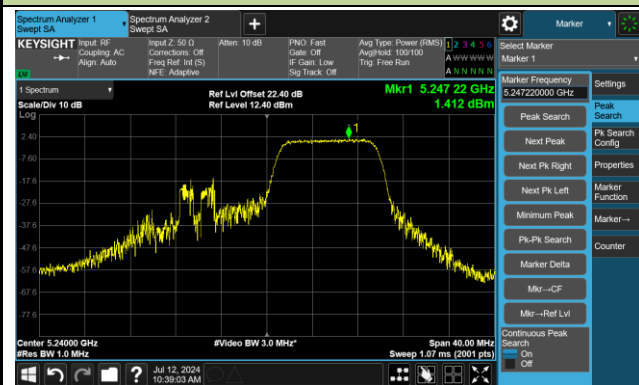 Spectrum Analyzer 1
Swept SA
Spectrum Analyzer 2
Swept SA
+
Marker
KEYSIGHT
Input: RF
Coupling: AC
Align: Auto
Input Z: 50 Ω
Corrections: Off
Freq Ref: Int (S)
NFE: Adaptive
Atten: 10 dB
PNO: Fast
Gate: Off
IF Gain: Low
Sig Track: Off
Avg Type: Power (RMS)
Avg|Hold: 100/100
Trig: Free Run
1 2 3 4 5 6
A W W W W W
A N N N N N
Select Marker
Marker 1
1 Spectrum
Scale/Div 10 dB
Log
Ref Lvl Offset 22.40 dB
Ref Level 12.40 dBm
Mkr1 5.247 22 GHz
1.412 dBm
1
2.40
-7.60
-17.6
-27.6
-37.6
-47.6
-57.6
-67.6
-77.6
Center 5.24000 GHz
#Res BW 1.0 MHz
#Video BW 3.0 MHz*
Span 40.00 MHz
Sweep 1.07 ms (2001 pts)
Jul 12, 2024
10:39:03 AM
?
Marker Frequency
5.247220000 GHz
Peak Search
Next Peak
Next Pk Right
Next Pk Left
Minimum Peak
Pk-Pk Search
Marker Delta
Mkr→CF
Mkr→Ref Lvl
Continuous Peak
Search
On
Off
Settings
Peak
Search
Pk Search
Config
Properties
Marker
Function
Marker→
Counter